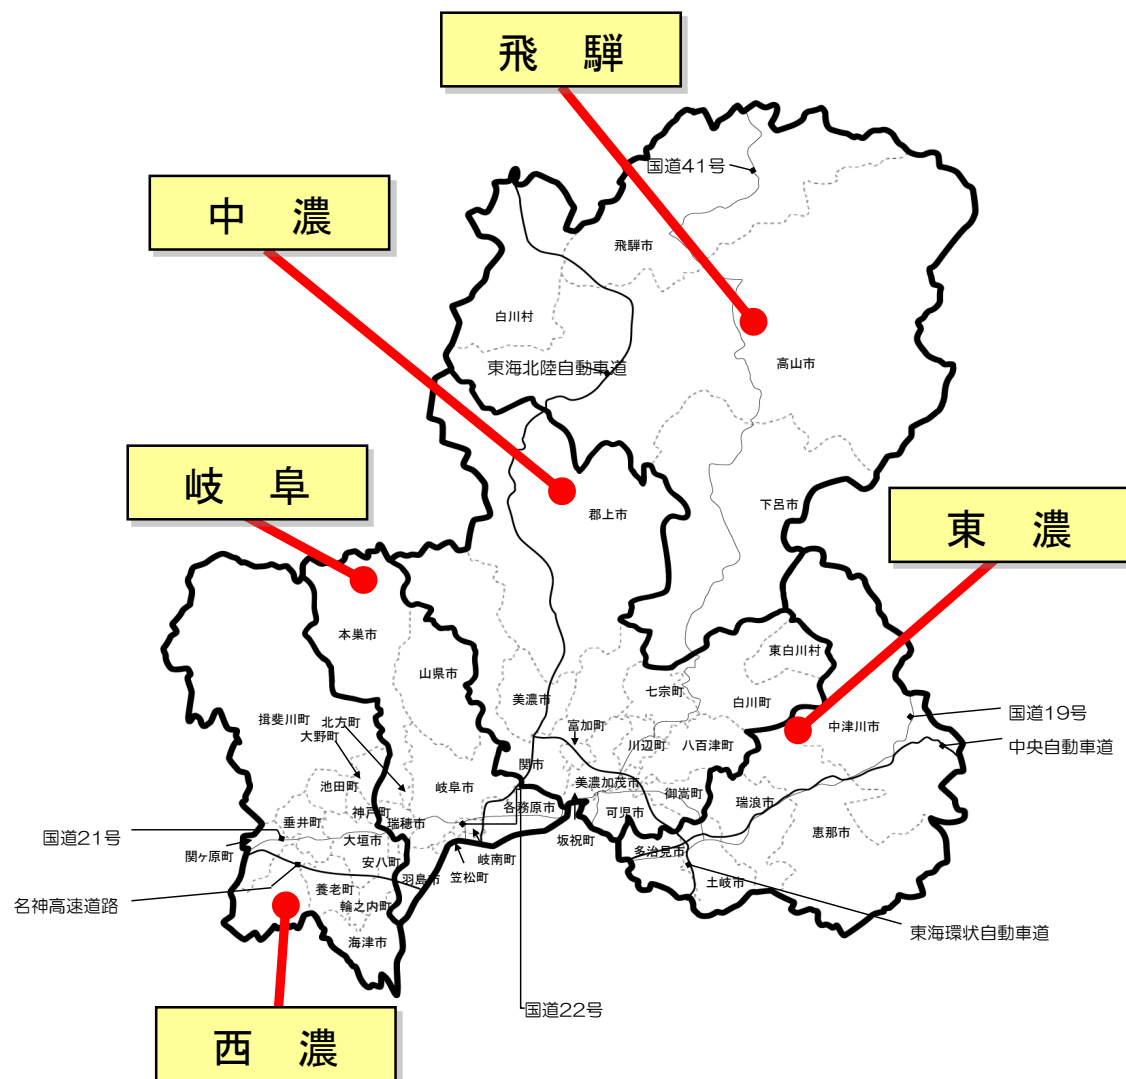 飛 騨
国道41号
中 濃
飛騨市
白川村
東海北陸自動車道
高山市
岐 阜
下呂市
郡上市
東 濃
本巣市
東白川村
山県市
七宗町
美濃市
白川町
国道19号
揖斐川町
北方町
富加町
中津川市
大野町
川辺町
八百津町
中央自動車道
関市
池田町
岐阜市
美濃加茂市
御嵩町
瑞浪市
神戸町
各務原市
可児市
垂井町
瑞穂市
恵那市
国道21号
大垣市
坂祝町
関ヶ原町
安八町
岐南町
多治見市
羽島市
笠松町
土岐市
養老町
名神高速道路
輪之内町
東海環状自動車道
海津市
国道22号
西 濃